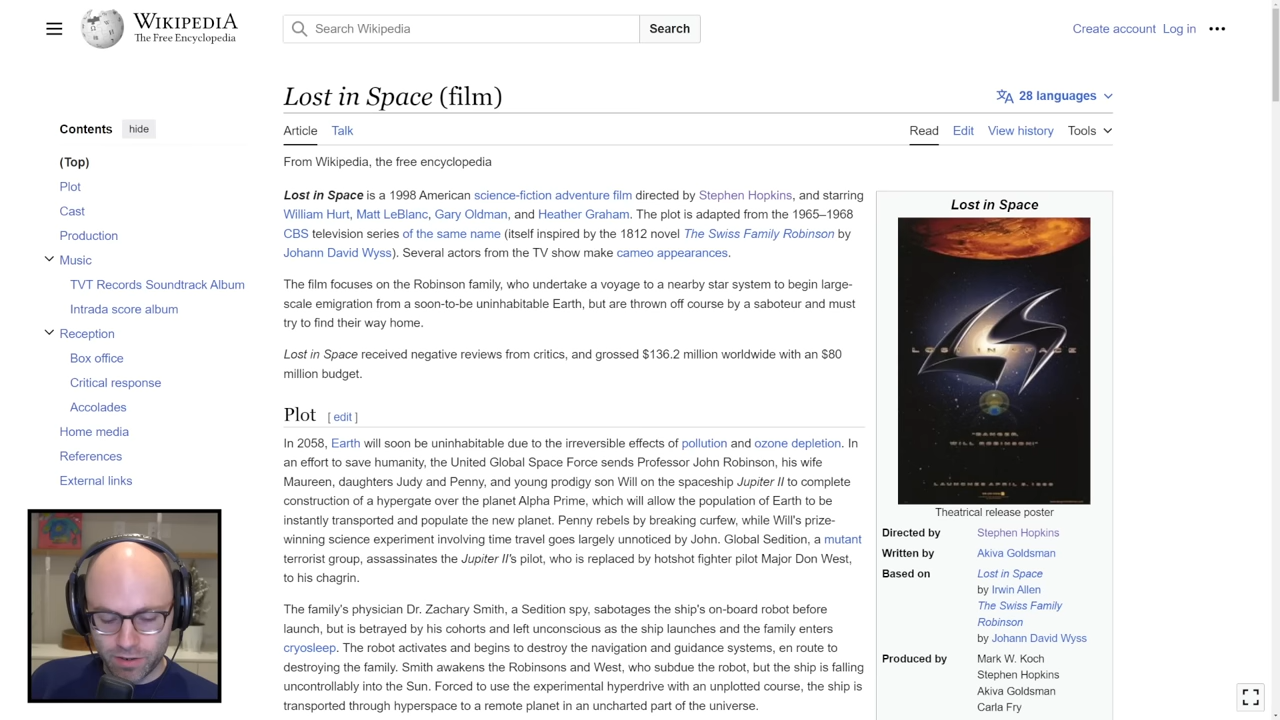 WIKIPEDIA
The Free Encyclopedia
Search Wikipedia
Search
Create account Log in
Lost in Space (film)
28 languages
Contents hide
Article Talk
Read Edit View history Tools
(Top)
Plot
Cast
Production
Music
TVT Records Soundtrack Album
Intrada score album
Reception
Box office
Critical response
Accolades
Home media
References
External links
From Wikipedia, the free encyclopedia
Lost in Space is a 1998 American science-fiction adventure film directed by Stephen Hopkins, and starring
William Hurt, Matt LeBlanc, Gary Oldman, and Heather Graham. The plot is adapted from the 1965–1968
CBS television series of the same name (itself inspired by the 1812 novel The Swiss Family Robinson by
Johann David Wyss). Several actors from the TV show make cameo appearances.
The film focuses on the Robinson family, who undertake a voyage to a nearby star system to begin large-
scale emigration from a soon-to-be uninhabitable Earth, but are thrown off course by a saboteur and must
try to find their way home.
Lost in Space received negative reviews from critics, and grossed $136.2 million worldwide with an $80
million budget.
Plot [ edit ]
In 2058, Earth will soon be uninhabitable due to the irreversible effects of pollution and ozone depletion. In
an effort to save humanity, the United Global Space Force sends Professor John Robinson, his wife
Maureen, daughters Judy and Penny, and young prodigy son Will on the spaceship Jupiter II to complete
construction of a hypergate over the planet Alpha Prime, which will allow the population of Earth to be
instantly transported and populate the new planet. Penny rebels by breaking curfew, while Will's prize-
winning science experiment involving time travel goes largely unnoticed by John. Global Sedition, a mutant
terrorist group, assassinates the Jupiter II's pilot, who is replaced by hotshot fighter pilot Major Don West,
to his chagrin.
The family's physician Dr. Zachary Smith, a Sedition spy, sabotages the ship's on-board robot before
launch, but is betrayed by his cohorts and left unconscious as the ship launches and the family enters
cryosleep. The robot activates and begins to destroy the navigation and guidance systems, en route to
destroying the family. Smith awakens the Robinsons and West, who subdue the robot, but the ship is falling
uncontrollably into the Sun. Forced to use the experimental hyperdrive with an unplotted course, the ship is
transported through hyperspace to a remote planet in an uncharted part of the universe.
Lost in Space
LOST IN SPACE
"DANGER,
WILL ROBINSON!"
LAUNCHES APRIL 3, 1998
Theatrical release poster
Directed by Stephen Hopkins
Written by Akiva Goldsman
Based on Lost in Space
by Irwin Allen
The Swiss Family
Robinson
by Johann David Wyss
Produced by Mark W. Koch
Stephen Hopkins
Akiva Goldsman
Carla Fry